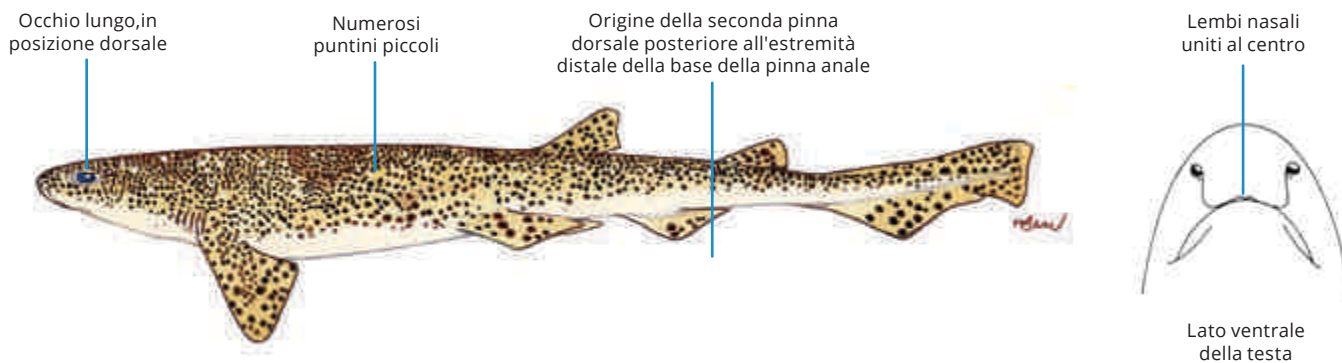 Occhio lungo,in
posizione dorsale
Numerosi
puntini piccoli
Origine della seconda pinna
dorsale posteriore all'estremità
distale della base della pinna anale
Lembi nasali
uniti al centro
Lato ventrale
della testa